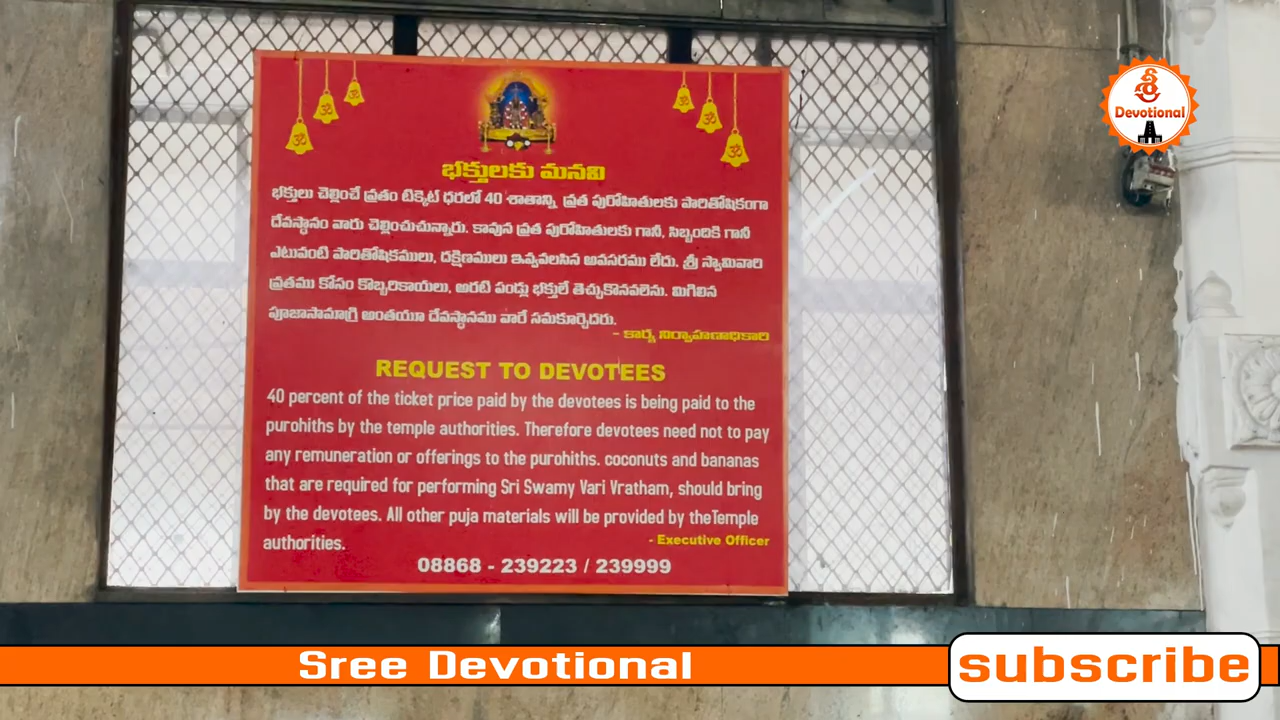 శ్రీ
Devotional
భక్తులకు మనవి
భక్తులు చెల్లించే వ్రతం టిక్కెట్ ధరలో 40 శాతాన్ని వ్రత పురోహితులకు పారితోషికంగా
దేవస్థానం వారు చెల్లించుచున్నారు. కావున వ్రత పురోహితులకు గానీ, సిబ్బందికి గానీ
ఎటువంటి పారితోషికములు, దక్షిణములు ఇవ్వవలసిన అవసరము లేదు. శ్రీ స్వామివారి
వ్రతము కోసం కొబ్బరికాయలు, అరటి పండ్లు భక్తులే తెచ్చుకొనవలెను. మిగిలిన
పూజాసామాగ్రి అంతయూ దేవస్థానము వారే సమకూర్చెదరు.
- కార్య నిర్వాహణాధికారి
REQUEST TO DEVOTEES
40 percent of the ticket price paid by the devotees is being paid to the
purohiths by the temple authorities. Therefore devotees need not to pay
any remuneration or offerings to the purohiths. coconuts and bananas
that are required for performing Sri Swamy Vari Vratham, should bring
by the devotees. All other puja materials will be provided by theTemple
authorities.
- Executive Officer
08868 - 239223 / 239999
Sree Devotional
subscribe